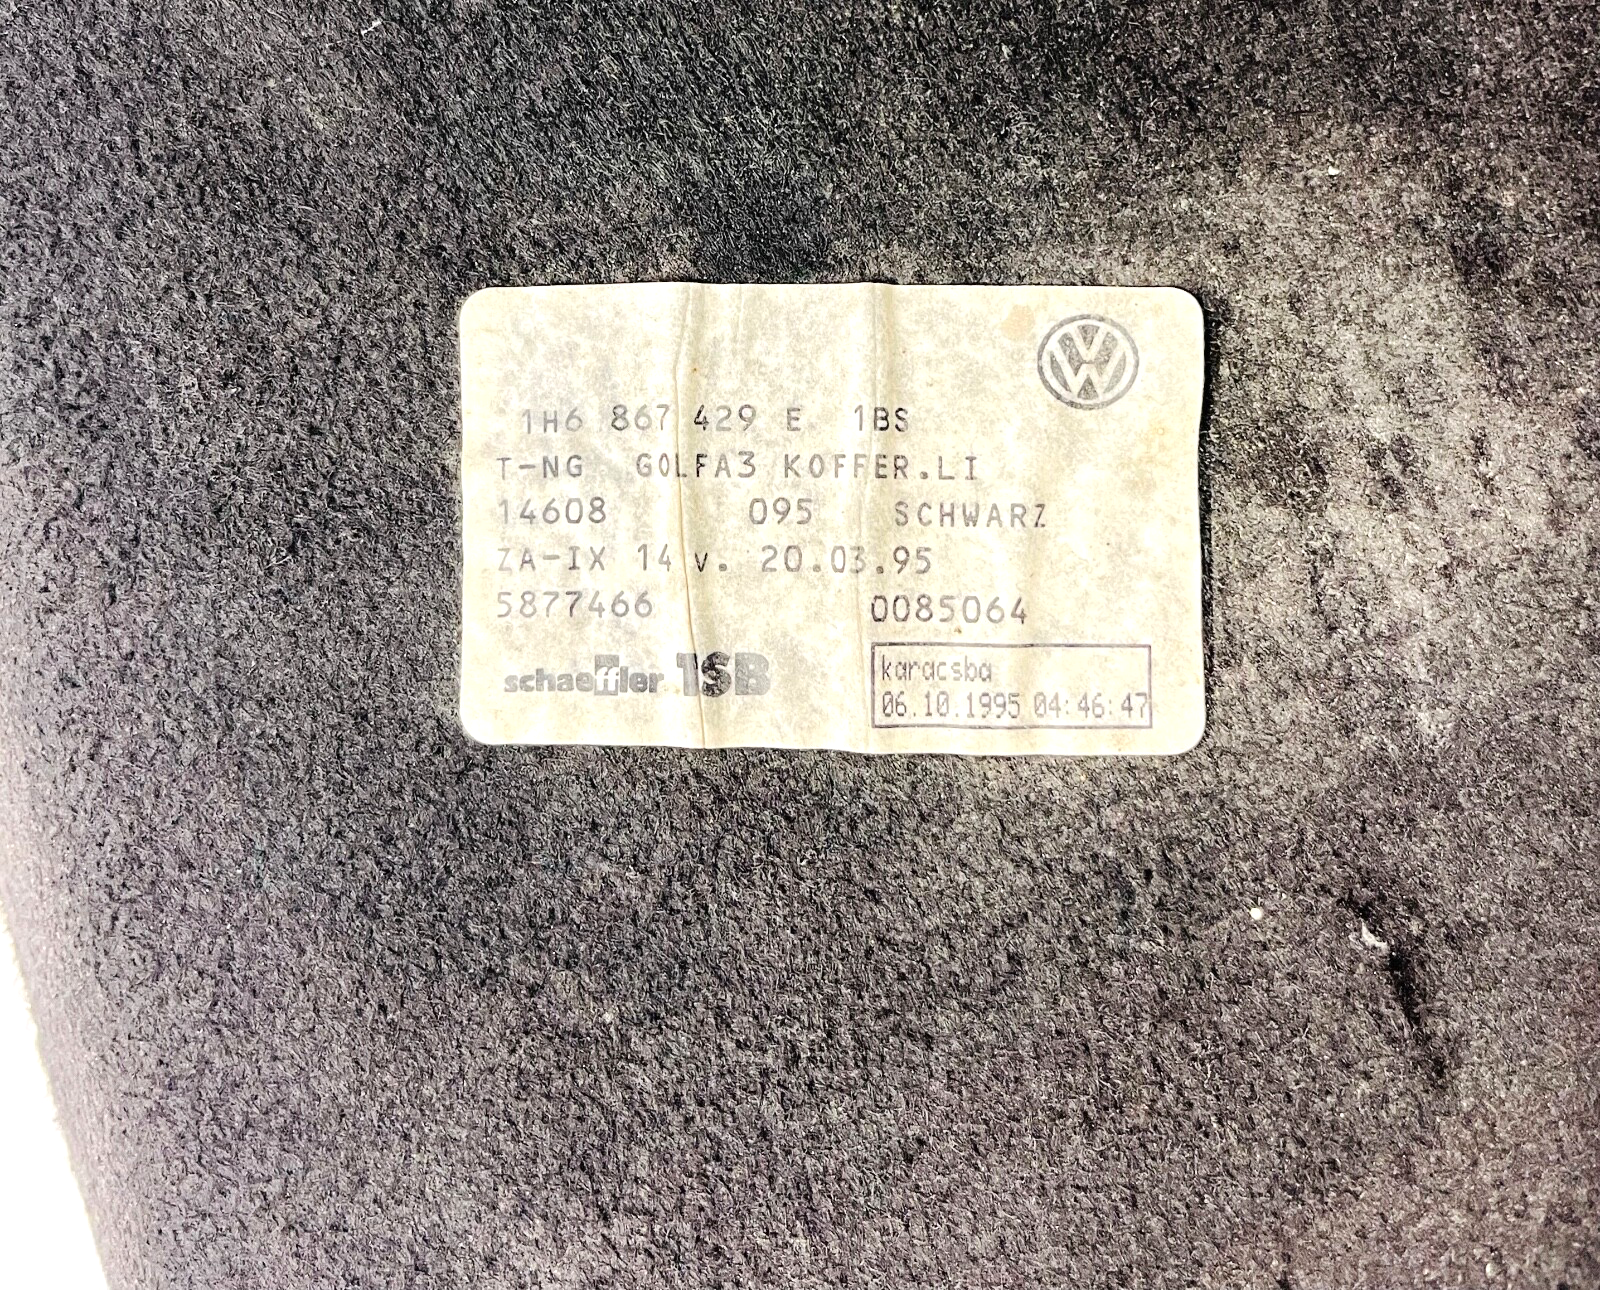 1H6 867 429 E 1BS
T-NG GOLFA3 KOFFER.LI
14608 095 SCHWARZ
ZA-IX 14 v. 20.03.95
5877466 0085064
schaeffler TSB
karacsba
06.10.1995 04:46:47